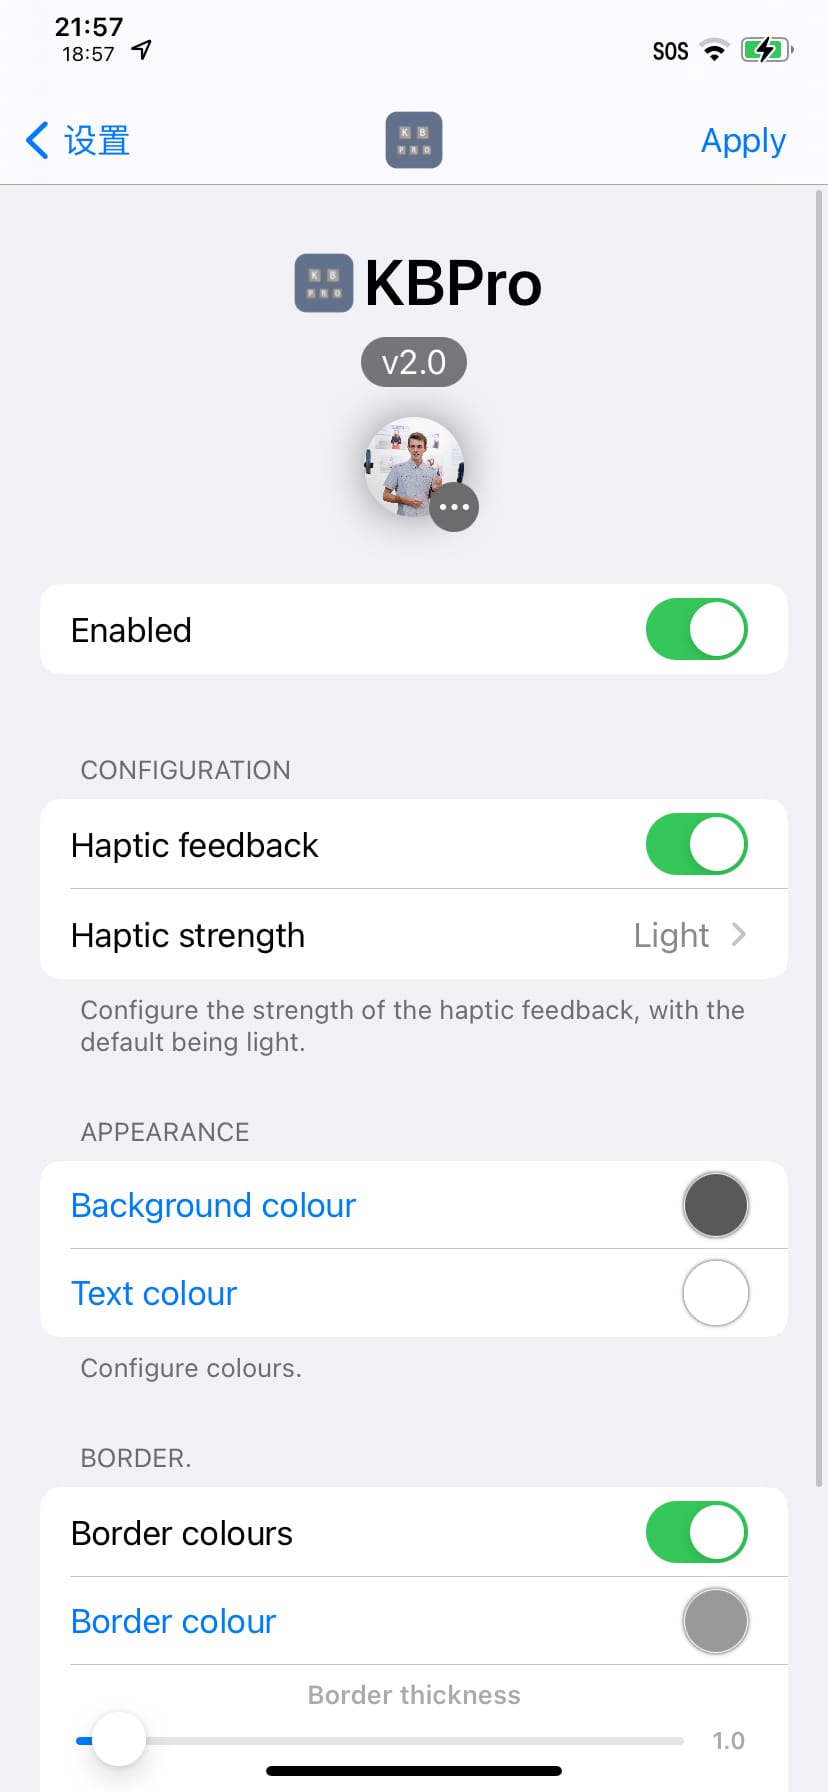 21:57
18:57
SOS
设置
K B
P R O
Apply
K B
P R O
KBPro
v2.0
Enabled
CONFIGURATION
Haptic feedback
Haptic strength Light
Configure the strength of the haptic feedback, with the
default being light.
APPEARANCE
Background colour
Text colour
Configure colours.
BORDER.
Border colours
Border colour
Border thickness
1.0